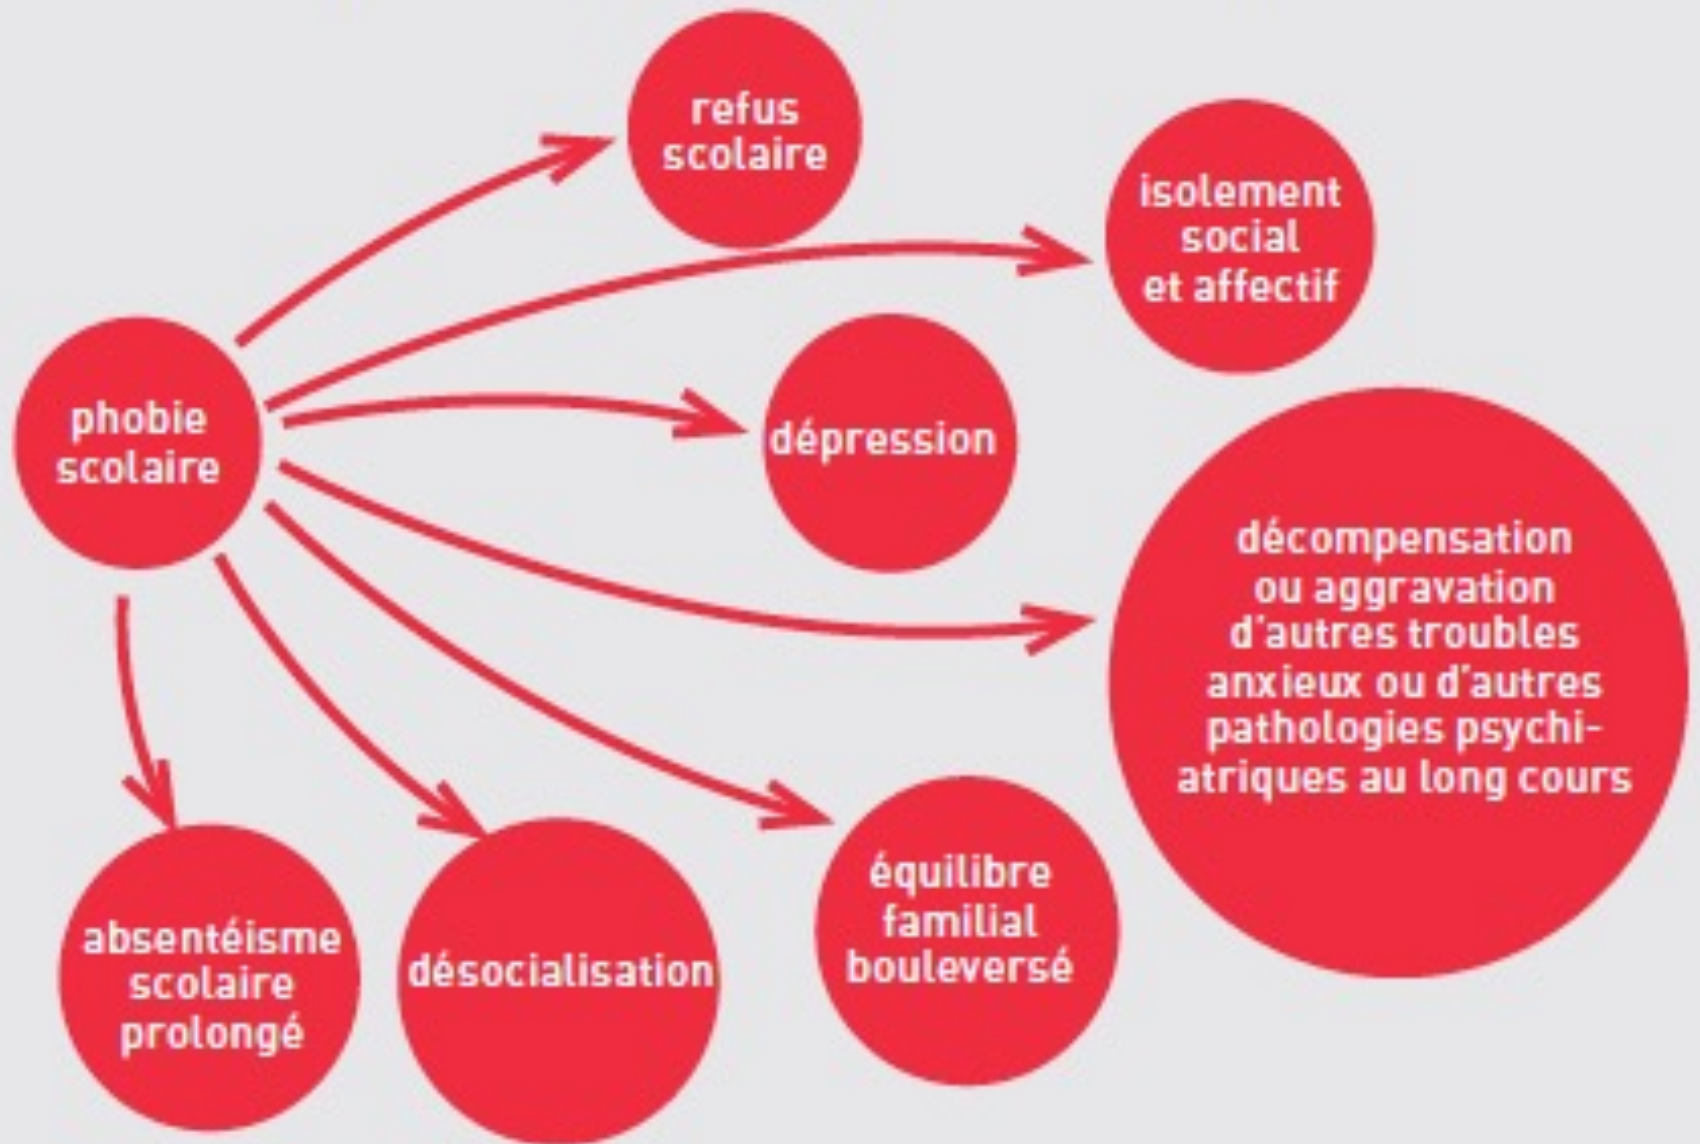 refus
scolaire
isolement
social
et affectif
phobie
scolaire
dépression
décompensation
ou aggravation
d'autres troubles
anxieux ou d'autres
pathologies psychi-
atriques au long cours
équilibre
familial
bouleversé
absentéisme
scolaire
prolongé
désocialisation